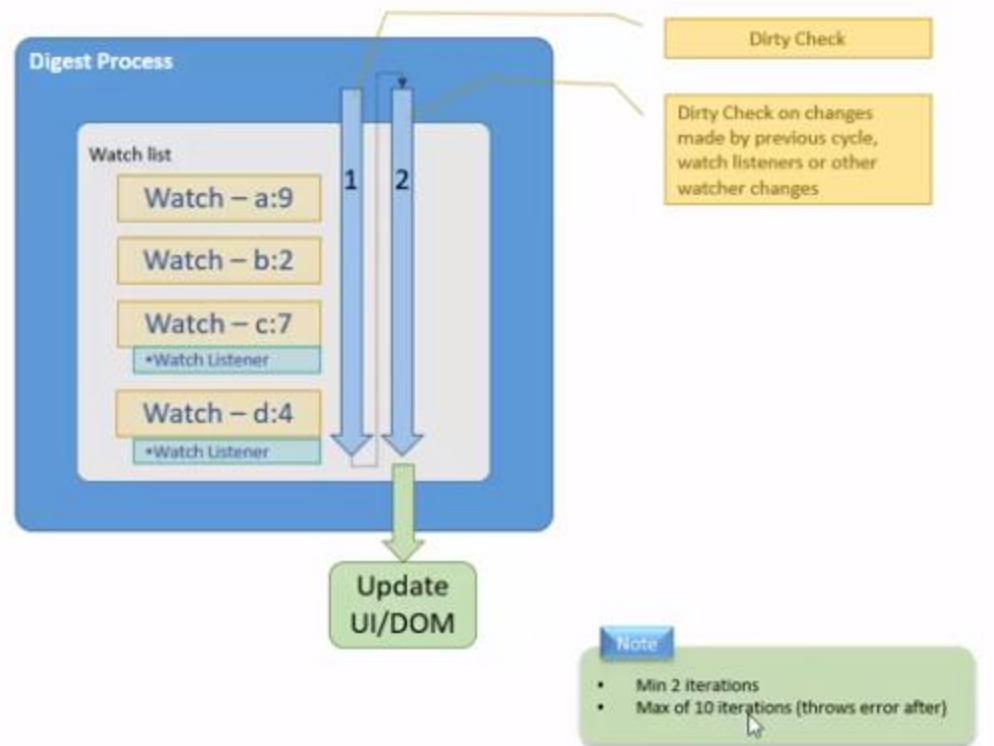 Digest Process
Watch list
Watch – a:9
Watch – b:2
Watch – c:7
•Watch Listener
Watch – d:4
•Watch Listener
1
2
Dirty Check
Dirty Check on changes
made by previous cycle,
watch listeners or other
watcher changes
Update
UI/DOM
Note
• Min 2 iterations
• Max of 10 iterations (throws error after)